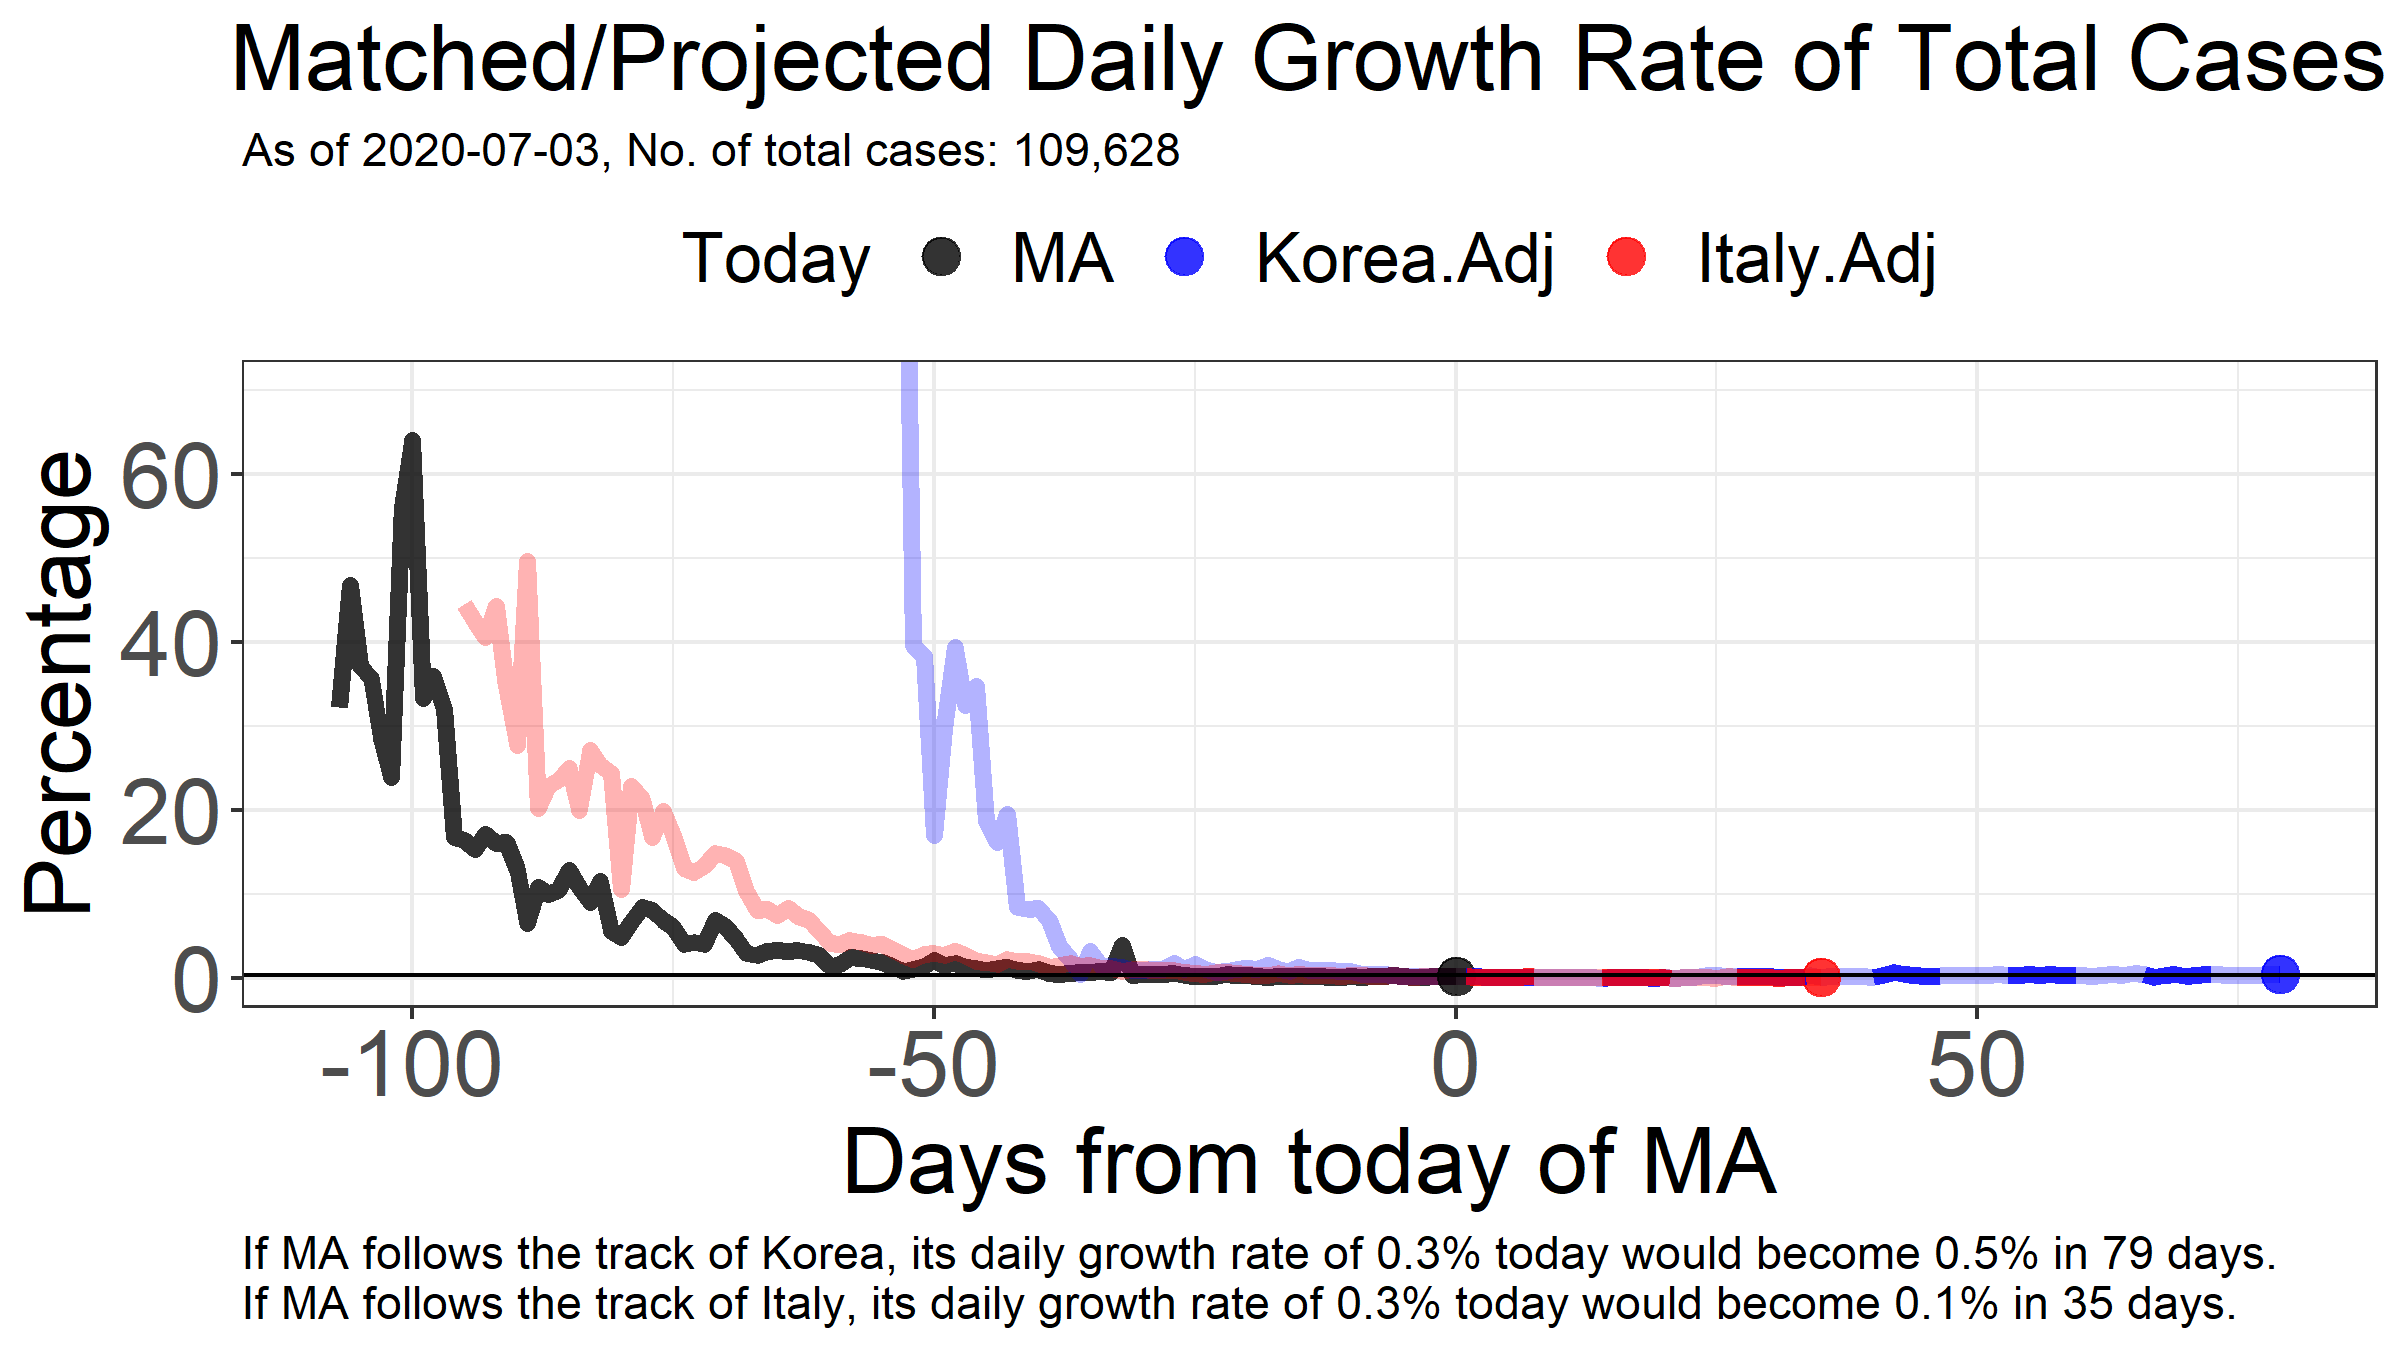 Matched/Projected Daily Growth Rate of Total Cases
As of 2020-07-03, No. of total cases: 109,628
Today MA Korea.Adj Italy.Adj
Percentage
60
40
20
0
-100 -50 0 50
Days from today of MA
If MA follows the track of Korea, its daily growth rate of 0.3% today would become 0.5% in 79 days.
If MA follows the track of Italy, its daily growth rate of 0.3% today would become 0.1% in 35 days.